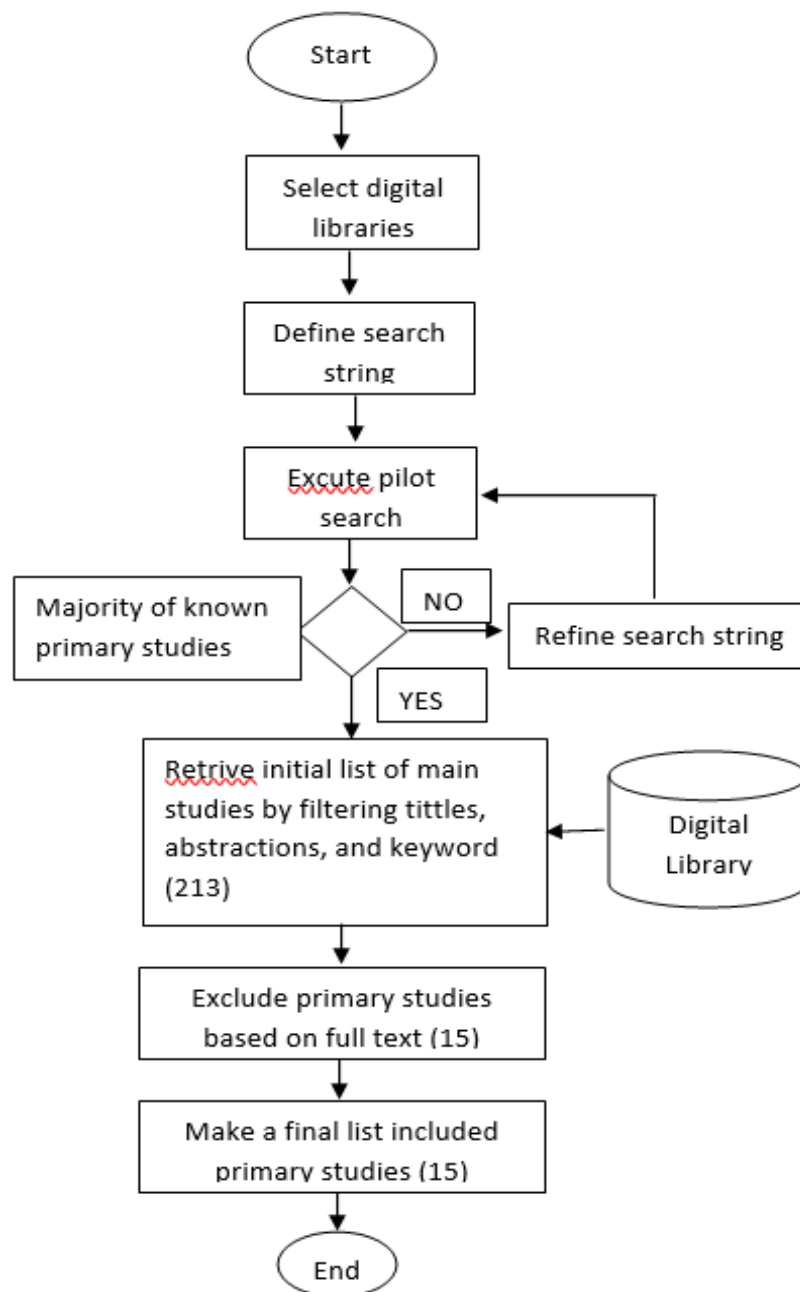 Start
Select digital
libraries
Define search
string
Excute pilot
search
Majority of known
primary studies
NO
Refine search string
YES
Retrive initial list of main
studies by filtering tittles,
abstractions, and keyword
(213)
Digital
Library
Exclude primary studies
based on full text (15)
Make a final list included
primary studies (15)
End